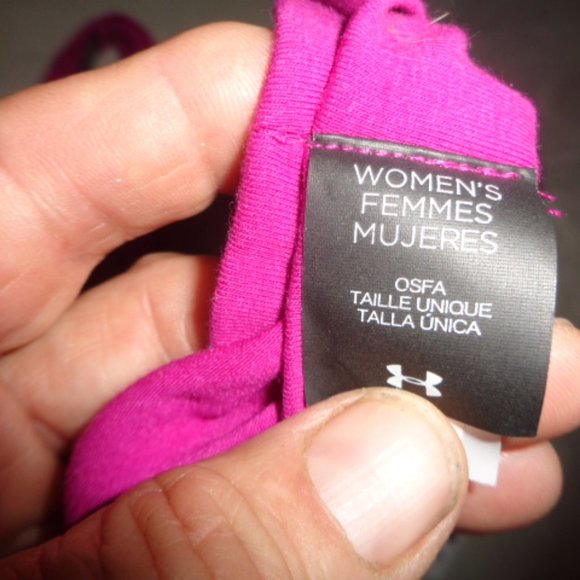 WOMEN'S
FEMMES
MUJERES
OSFA
TAILLE UNIQUE
TALLA ÚNICA